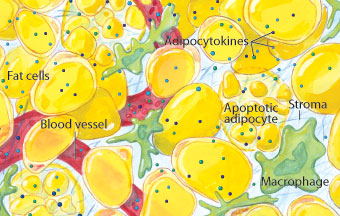 Adipocytokines
Fat cells
Apoptotic
adipocyte
Stroma
Blood vessel
Macrophage